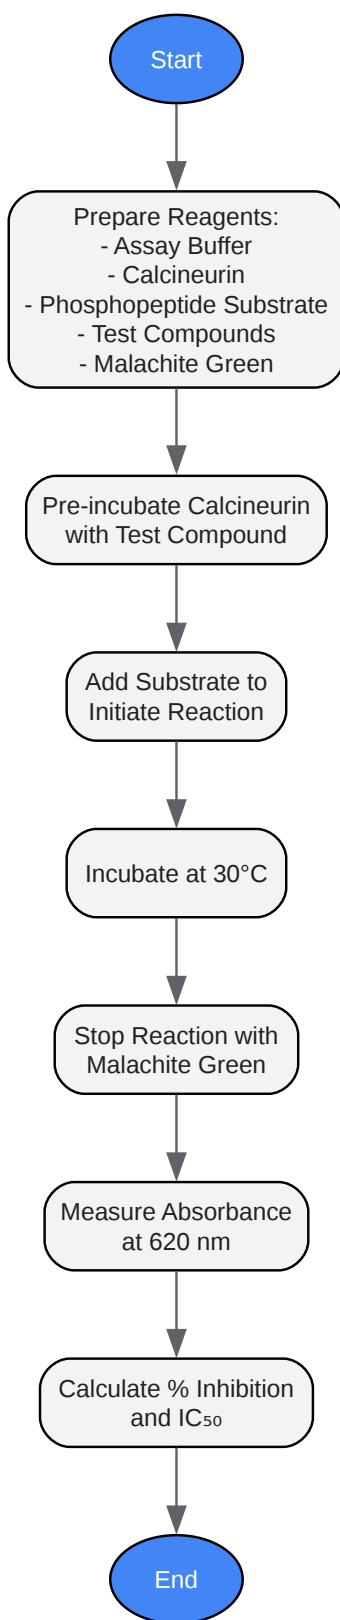 Start
Prepare Reagents:
- Assay Buffer
- Calcineurin
- Phosphopeptide Substrate
- Test Compounds
- Malachite Green
Pre-incubate Calcineurin
with Test Compound
Add Substrate to
Initiate Reaction
Incubate at 30°C
Stop Reaction with
Malachite Green
Measure Absorbance
at 620 nm
Calculate % Inhibition
and IC₅₀
End